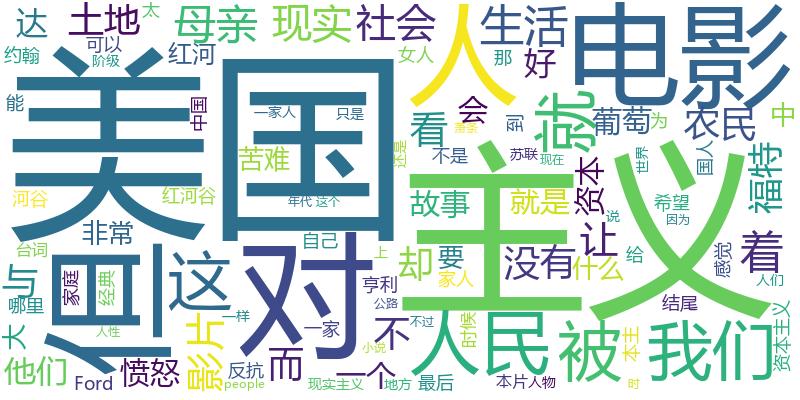 美国
主义
电影
对
人
但
这
人民
我们
被
就
土地
母亲
现实
社会
生活
达
太
可以
约翰
阶级
红河
女人
那
好
能
中国
一家人
只是
会
到
看
葡萄
为
农民
中
萧条
苦难
不是
苏联
现在
世界
国人
福特
河谷
红河谷
还是
年代
这个
故事
就是
资本
希望
因为
说
非常
自己
上
却
要
没有
让
着
台词
与
哪里
家庭
经典
亨利
家人
什么
给
感觉
人们
大
人性
影片
一样
一家
公路
不
不过
时候
结尾
资本主义
他们
愤怒
反抗
而
小说
一个
本主
Ford
people
现实主义
地方
最后
本片
人物
时